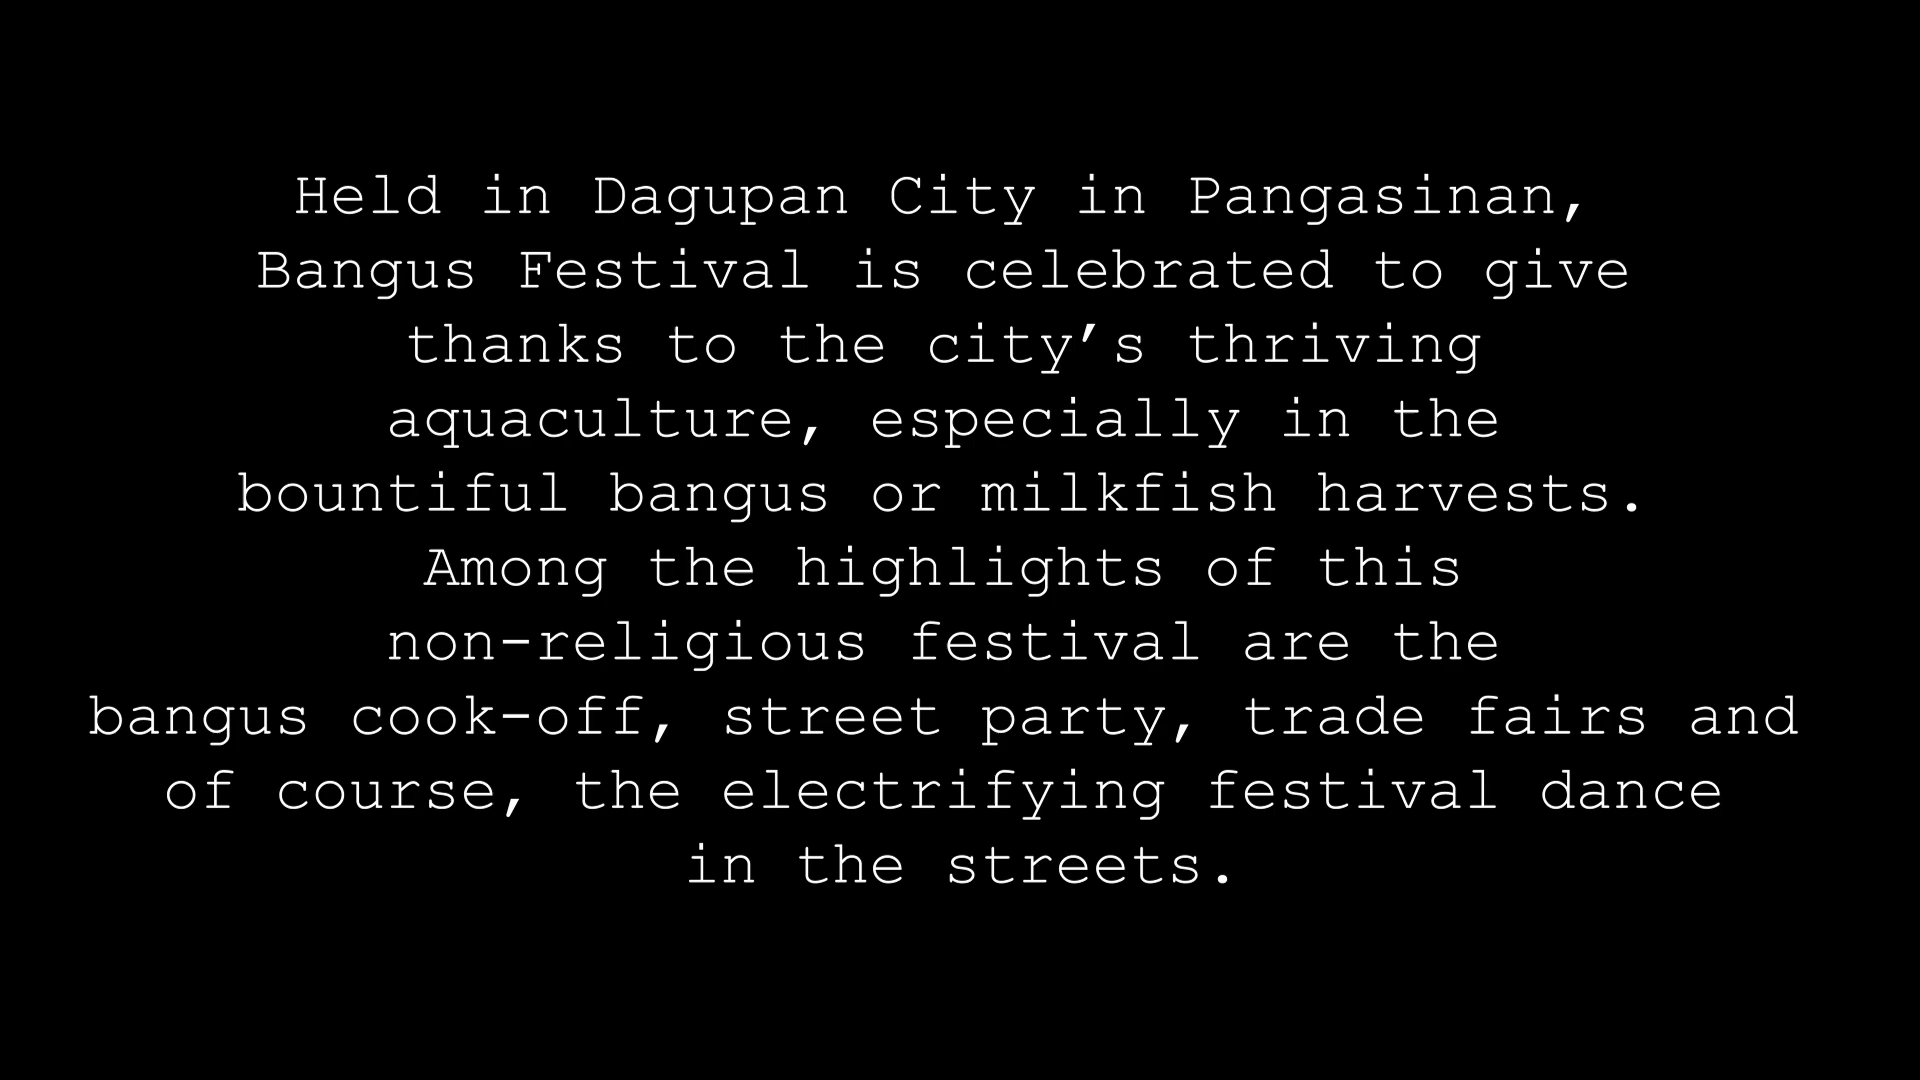 Held in Dagupan City in Pangasinan,
Bangus Festival is celebrated to give
thanks to the city’s thriving
aquaculture, especially in the
bountiful bangus or milkfish harvests.
Among the highlights of this
non-religious festival are the
bangus cook-off, street party, trade fairs and
of course, the electrifying festival dance
in the streets.